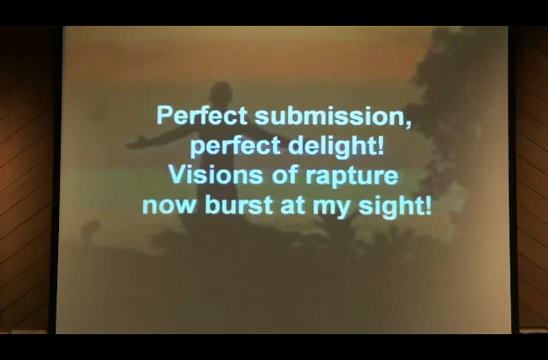 Perfect submission,
perfect delight!
Visions of rapture
now burst at my sight!